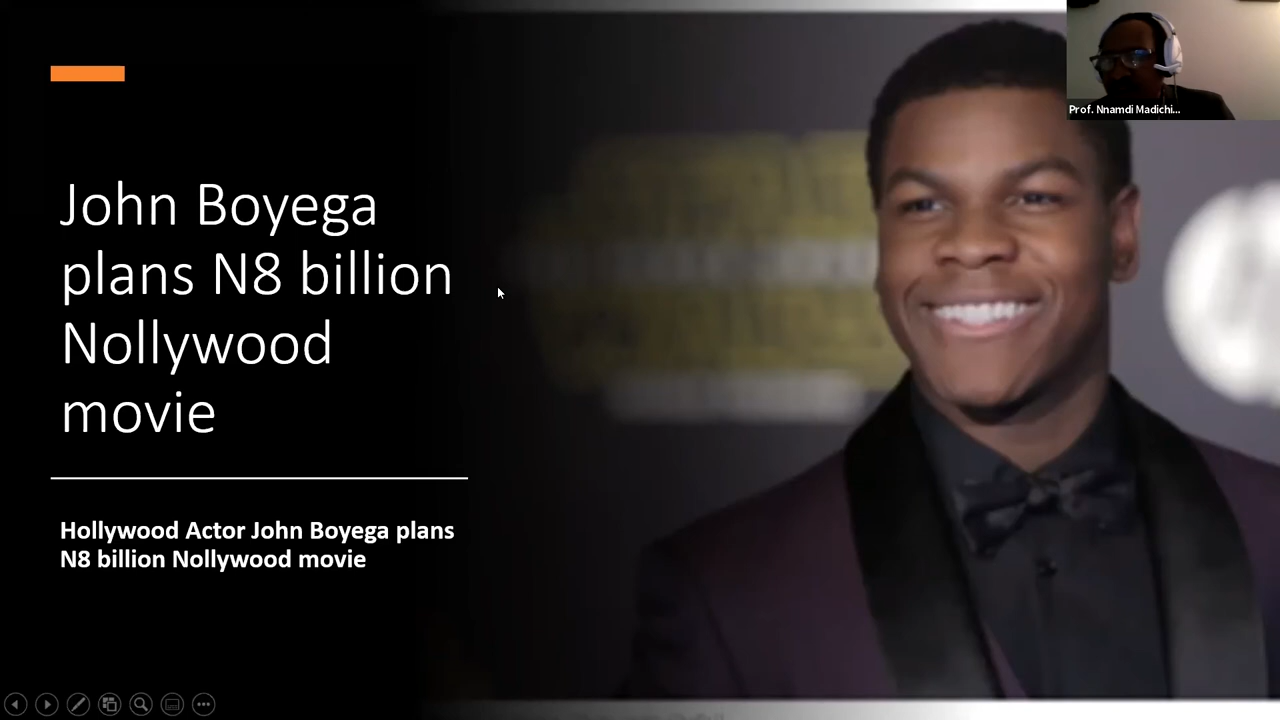 John Boyega
plans N8 billion
Nollywood
movie
Hollywood Actor John Boyega plans
N8 billion Nollywood movie
Prof. Nnamdi Madichi...